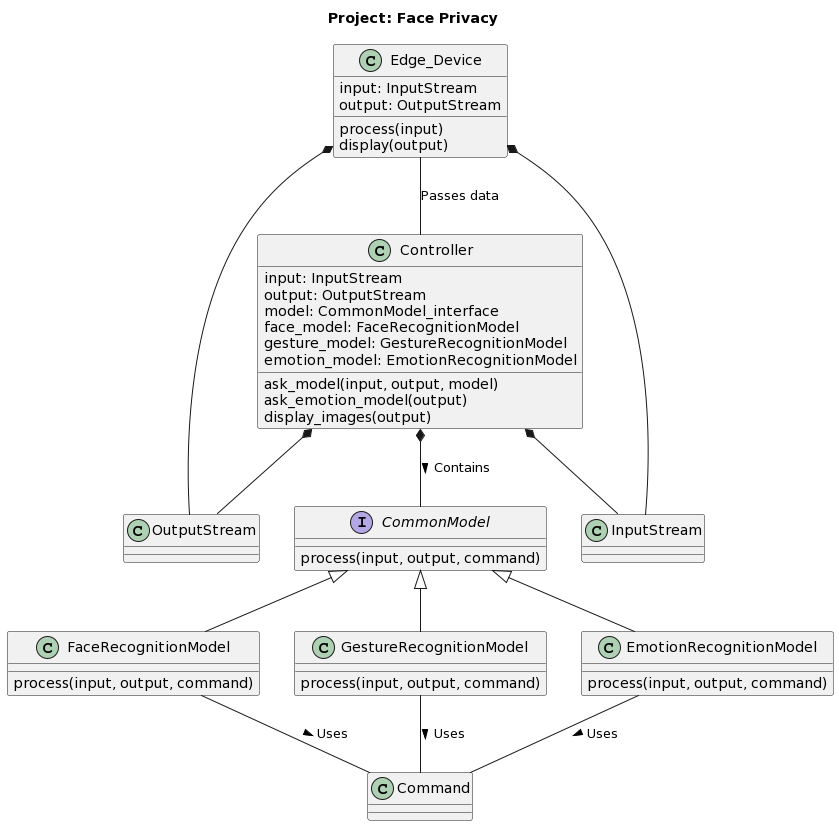 Project: Face Privacy
C Edge_Device
input: InputStream
output: OutputStream
process(input)
display(output)
Passes data
C Controller
input: InputStream
output: OutputStream
model: CommonModel_interface
face_model: FaceRecognitionModel
gesture_model: GestureRecognitionModel
emotion_model: EmotionRecognitionModel
ask_model(input, output, model)
ask_emotion_model(output)
display_images(output)
Contains
C OutputStream
I CommonModel
process(input, output, command)
C InputStream
C FaceRecognitionModel
process(input, output, command)
C GestureRecognitionModel
process(input, output, command)
C EmotionRecognitionModel
process(input, output, command)
Uses
Uses
Uses
C Command